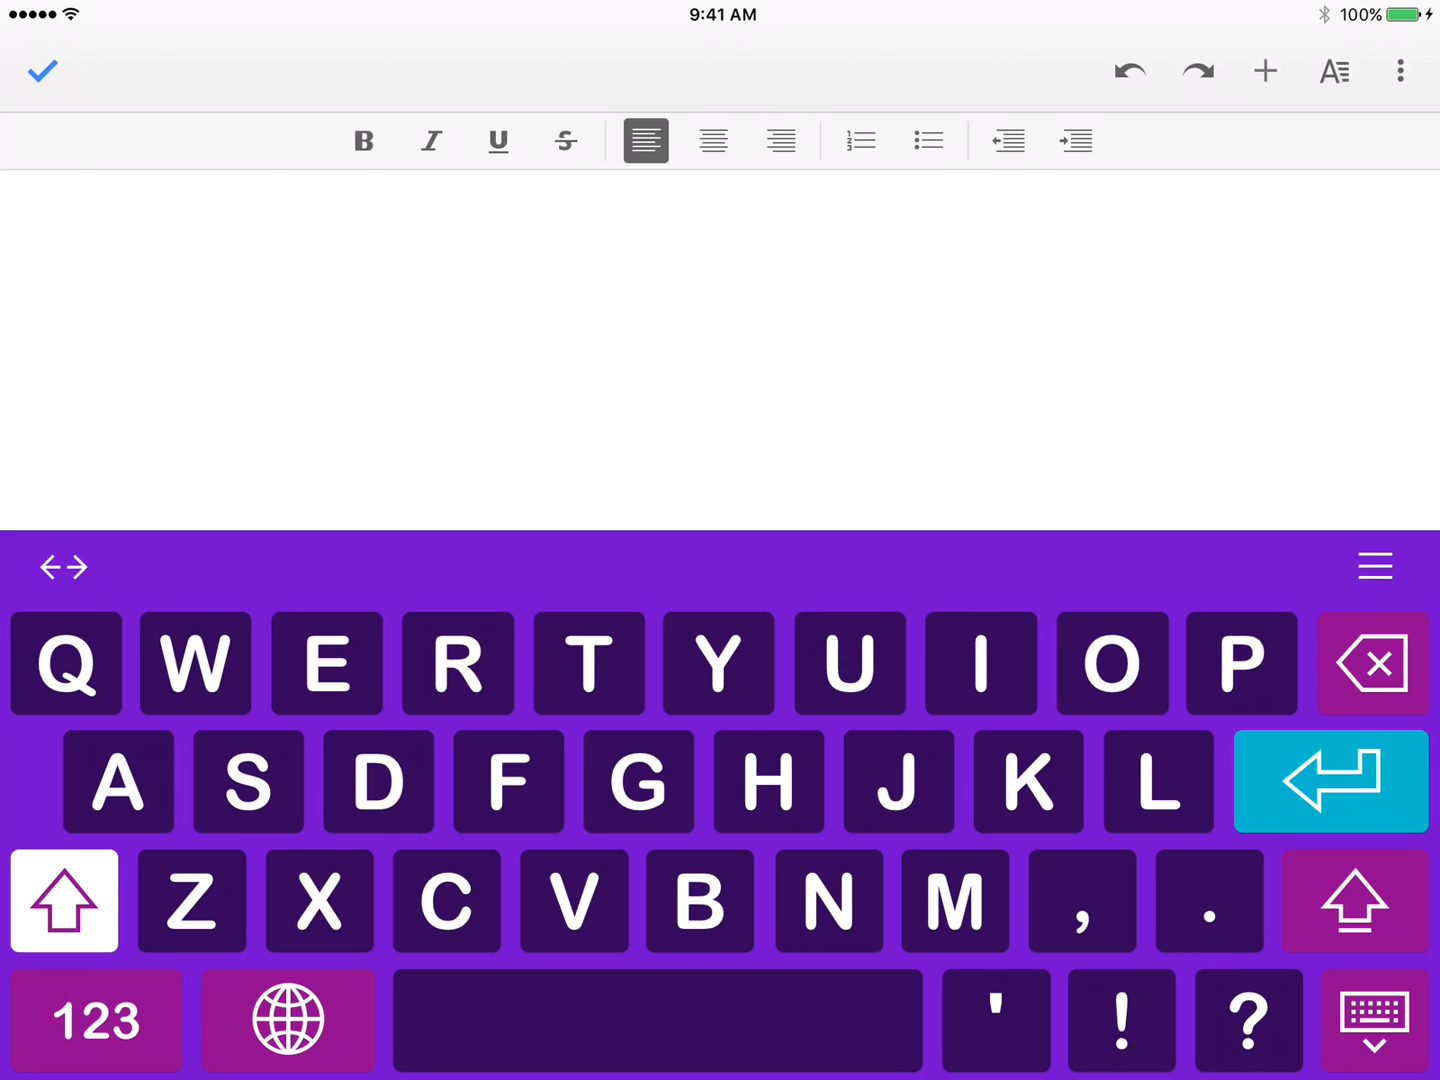 9:41 AM 100%
B I U S
Q W E R T Y U I O P
A S D F G H J K L
Z X C V B N M , .
123 ' ! ?